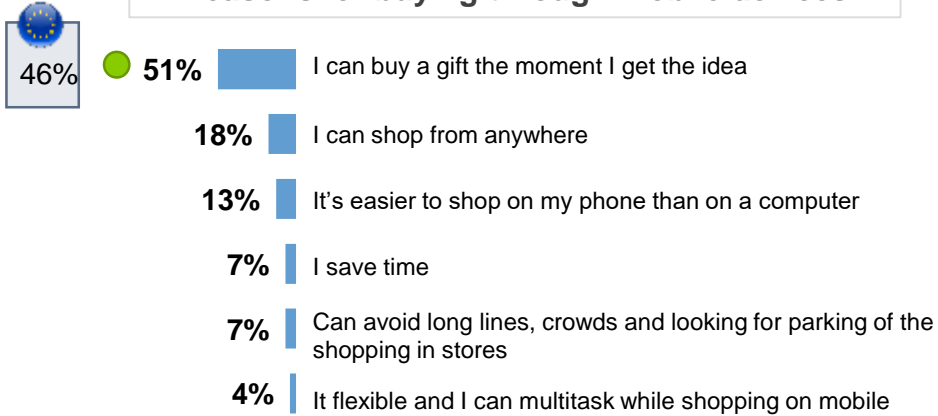 46%
51% I can buy a gift the moment I get the idea
18% I can shop from anywhere
13% It's easier to shop on my phone than on a computer
7% I save time
7% Can avoid long lines, crowds and looking for parking of the
shopping in stores
4% It flexible and I can multitask while shopping on mobile